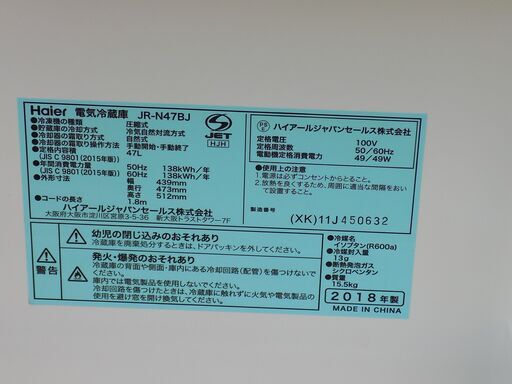 Haier 電気冷蔵庫 JR-N47BJ
●冷凍機の種類 圧縮式
●貯蔵庫の冷却方式 冷気自然対流方式
●冷却器の霜取り方式 自然式
●冷却器の霜取り操作方法 手動開始・手動終了
●定格内容積 47L
(JIS C 9801(2015年版))
●年間消費電力量 50Hz 138kWh/年
(JIS C 9801(2015年版)) 60Hz 138kWh/年
●外形寸法 幅 439mm
奥行 473mm
高さ 512mm
●コードの長さ 1.8m
ハイアールジャパンセールス株式会社
大阪府大阪市淀川区宮原3-5-36 新大阪トラストタワー7F
S
JET
HJH
PS
E
ハイアールジャパンセールス株式会社
定格電圧 100V
定格周波数 50/60Hz
電動機定格消費電力 49/49W
●使用上の注意
1.電源は必ずコンセントからとること。
2.放熱を良くするため、周囲に適当な間隔をおいて設置すること。
製造番号
(XK)11J450632
警告
幼児の閉じ込めのおそれあり
冷蔵庫を廃棄処分するときは、ドアパッキンを外してください。
発火・爆発のおそれあり
冷蔵庫の背面や側面・庫内にある冷却回路(配管)を傷つけないでください。
庫内では電気製品を使用しないでください。冷却回路を傷つけたときは、冷蔵庫に触れずに火気や電気製品の使用を避け窓を開け換気してください。
●冷媒名
イソブタン(R600a)
●冷媒封入量
13g
●断熱発泡ガス
シクロペンタン
●質量
15.5kg
2018年製
MADE IN CHINA